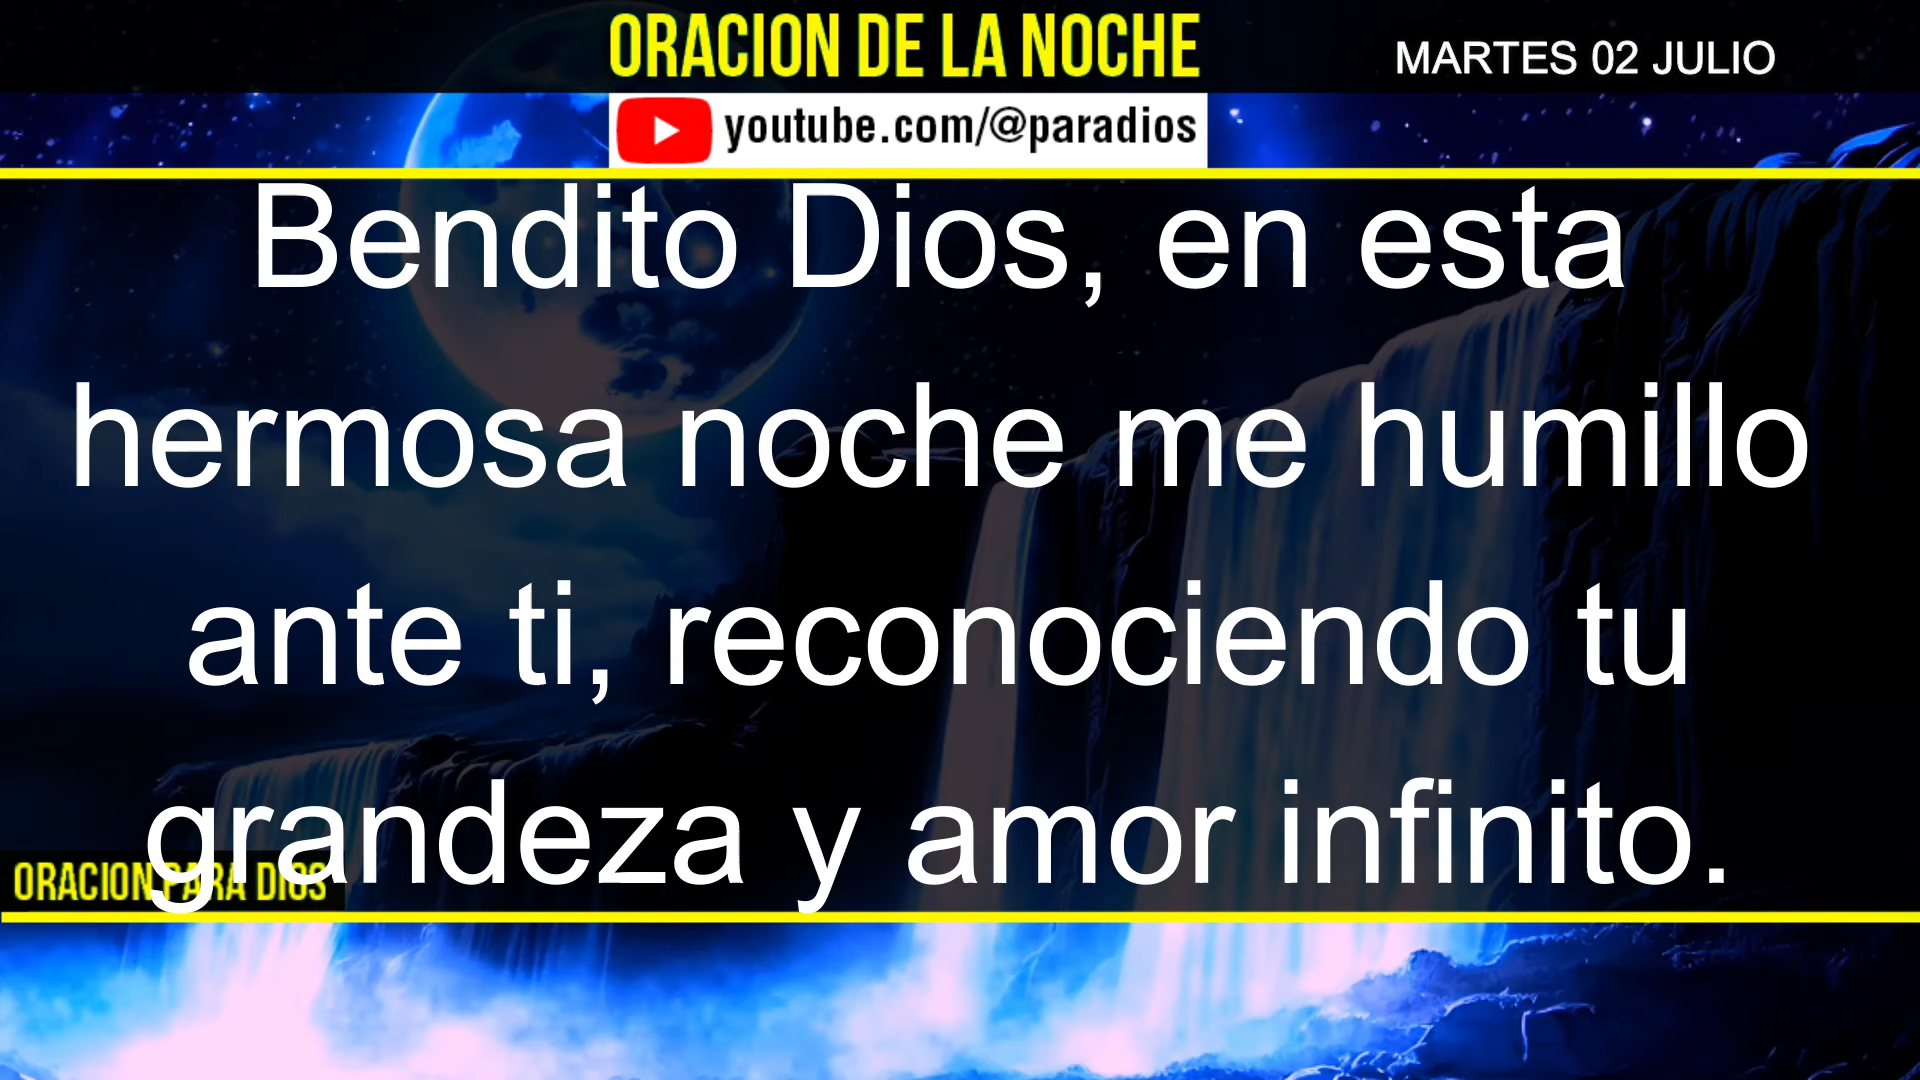 ORACION DE LA NOCHE
MARTES 02 JULIO
youtube.com/@paradios
Bendito Dios, en esta
hermosa noche me humillo
ante ti, reconociendo tu
grandeza y amor infinito.
ORACION PARA DIOS